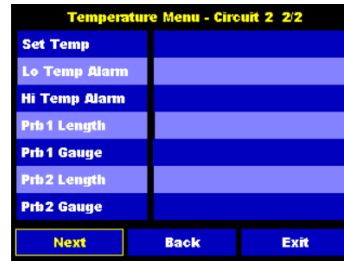 Temperature Menu - Circuit 2 2/2
Set Temp
Lo Temp Alarm
Hi Temp Alarm
Prb1 Length
Prb1 Gauge
Prb2 Length
Prb2 Gauge
Next Back Exit